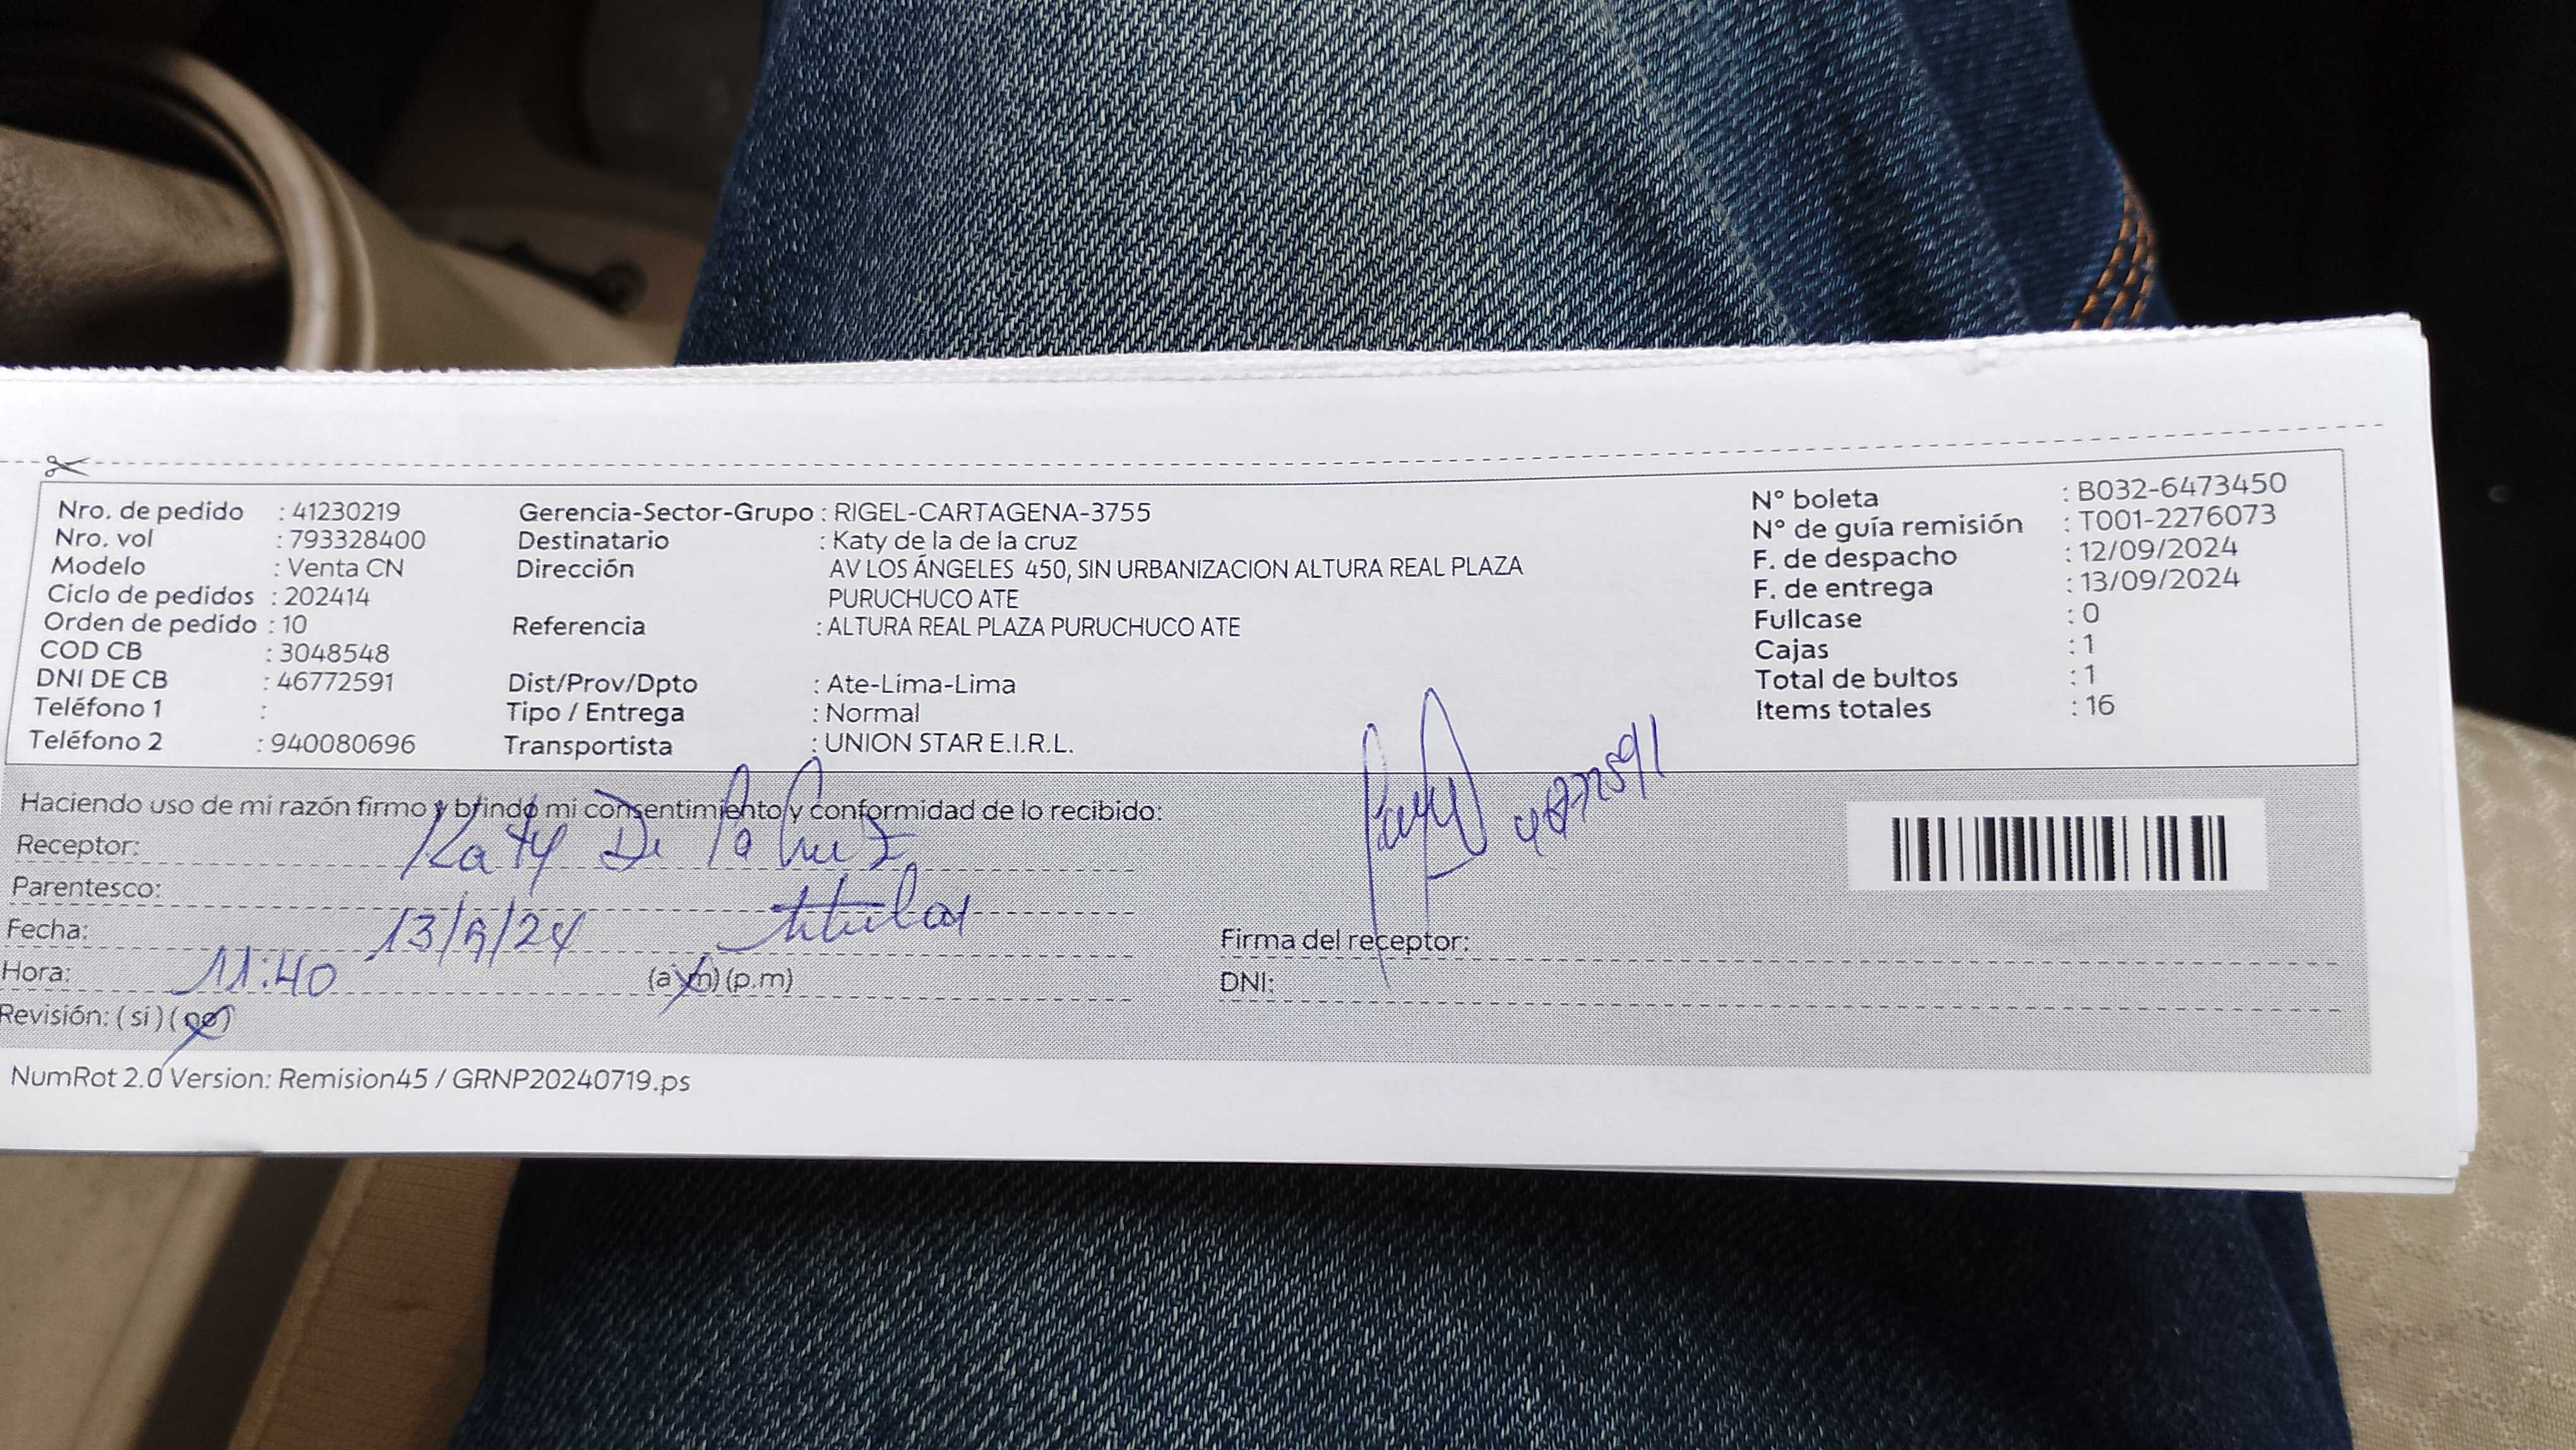 Nro. de pedido : 41230219 Gerencia-Sector-Grupo : RIGEL-CARTAGENA-3755 N° boleta : B032-6473450
Nro. vol : 793328400 Destinatario : Katy de la de la cruz N° de guía remisión : T001-2276073
Modelo : Venta CN Dirección AV LOS ÁNGELES 450, SIN URBANIZACION ALTURA REAL PLAZA F. de despacho : 12/09/2024
Ciclo de pedidos : 202414 PURUCHUCO ATE F. de entrega : 13/09/2024
Orden de pedido : 10 Referencia : ALTURA REAL PLAZA PURUCHUCO ATE Fullcase : 0
COD CB : 3048548 Cajas : 1
DNI DE CB : 46772591 Dist/Prov/Dpto : Ate-Lima-Lima Total de bultos : 1
Teléfono 1 : Tipo / Entrega : Normal Items totales : 16
Teléfono 2 : 940080696 Transportista : UNION STAR E.I.R.L.
Haciendo uso de mi razón firmo y brindo mi consentimiento y conformidad de lo recibido:
Receptor: Katy De la Cruz
Katy 46772591
Parentesco: titular
Fecha: 13/9/24
Firma del receptor:
Hora: 11:40 (a.m) (p.m)
DNI:
Revisión: (si) (no)
NumRot 2.0 Version: Remision45 / GRNP20240719.ps